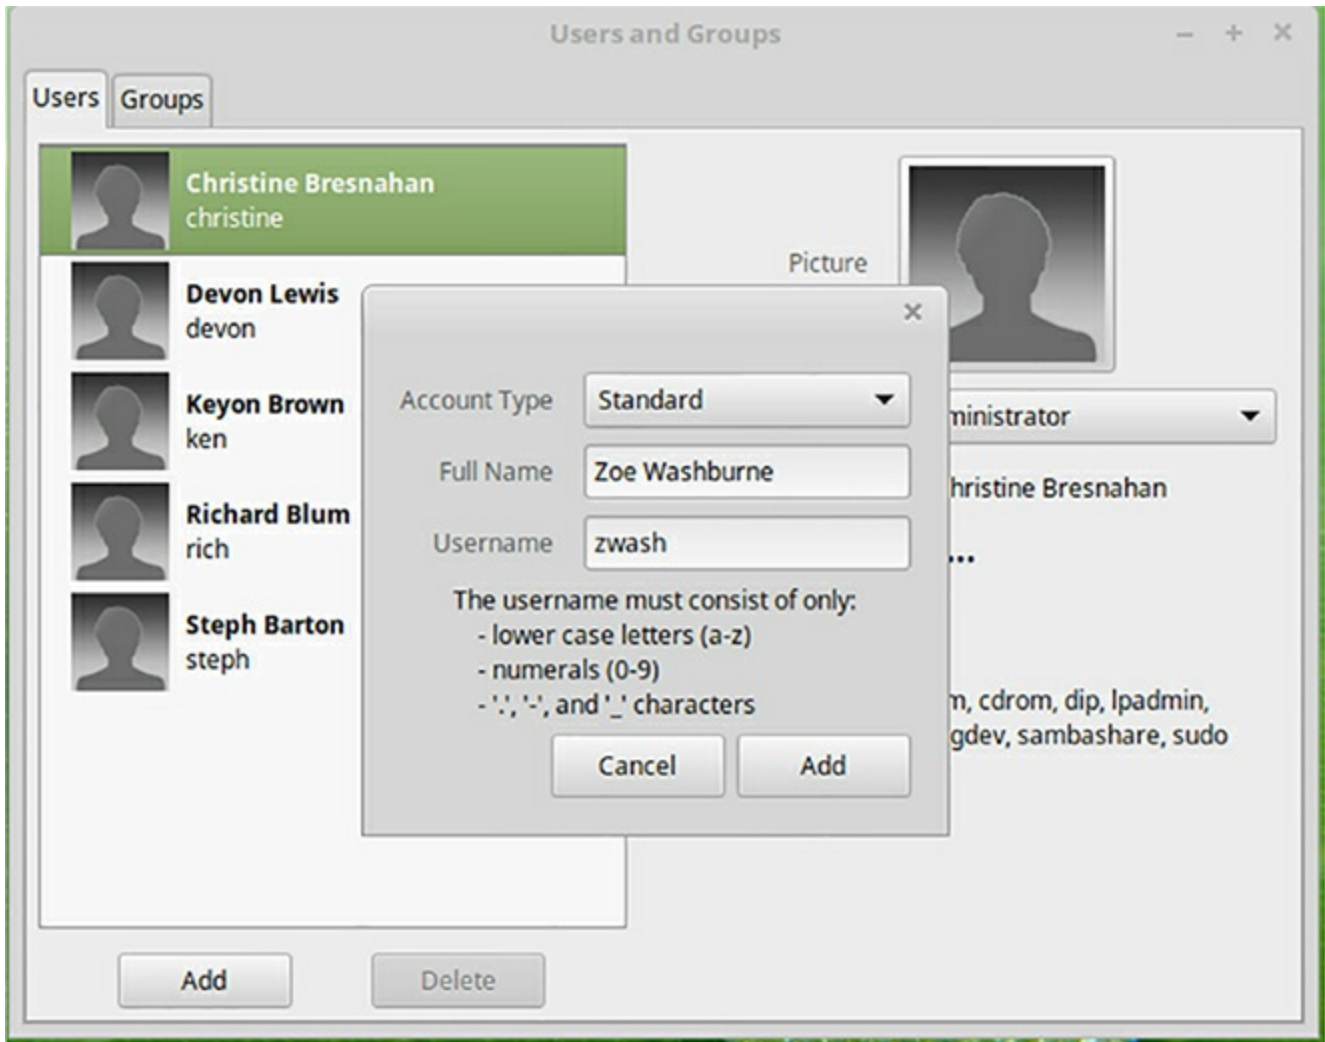 Users and Groups
Users
Groups
Christine Bresnahan
christine
Devon Lewis
devon
Keyon Brown
ken
Richard Blum
rich
Steph Barton
steph
Add
Delete
Picture
ministrator
hristine Bresnahan
...
m, cdrom, dip, lpadmin,
gdev, sambashare, sudo
Account Type
Standard
Full Name
Zoe Washburne
Username
zwash
The username must consist of only:
- lower case letters (a-z)
- numerals (0-9)
- '.', '-', and '_' characters
Cancel
Add